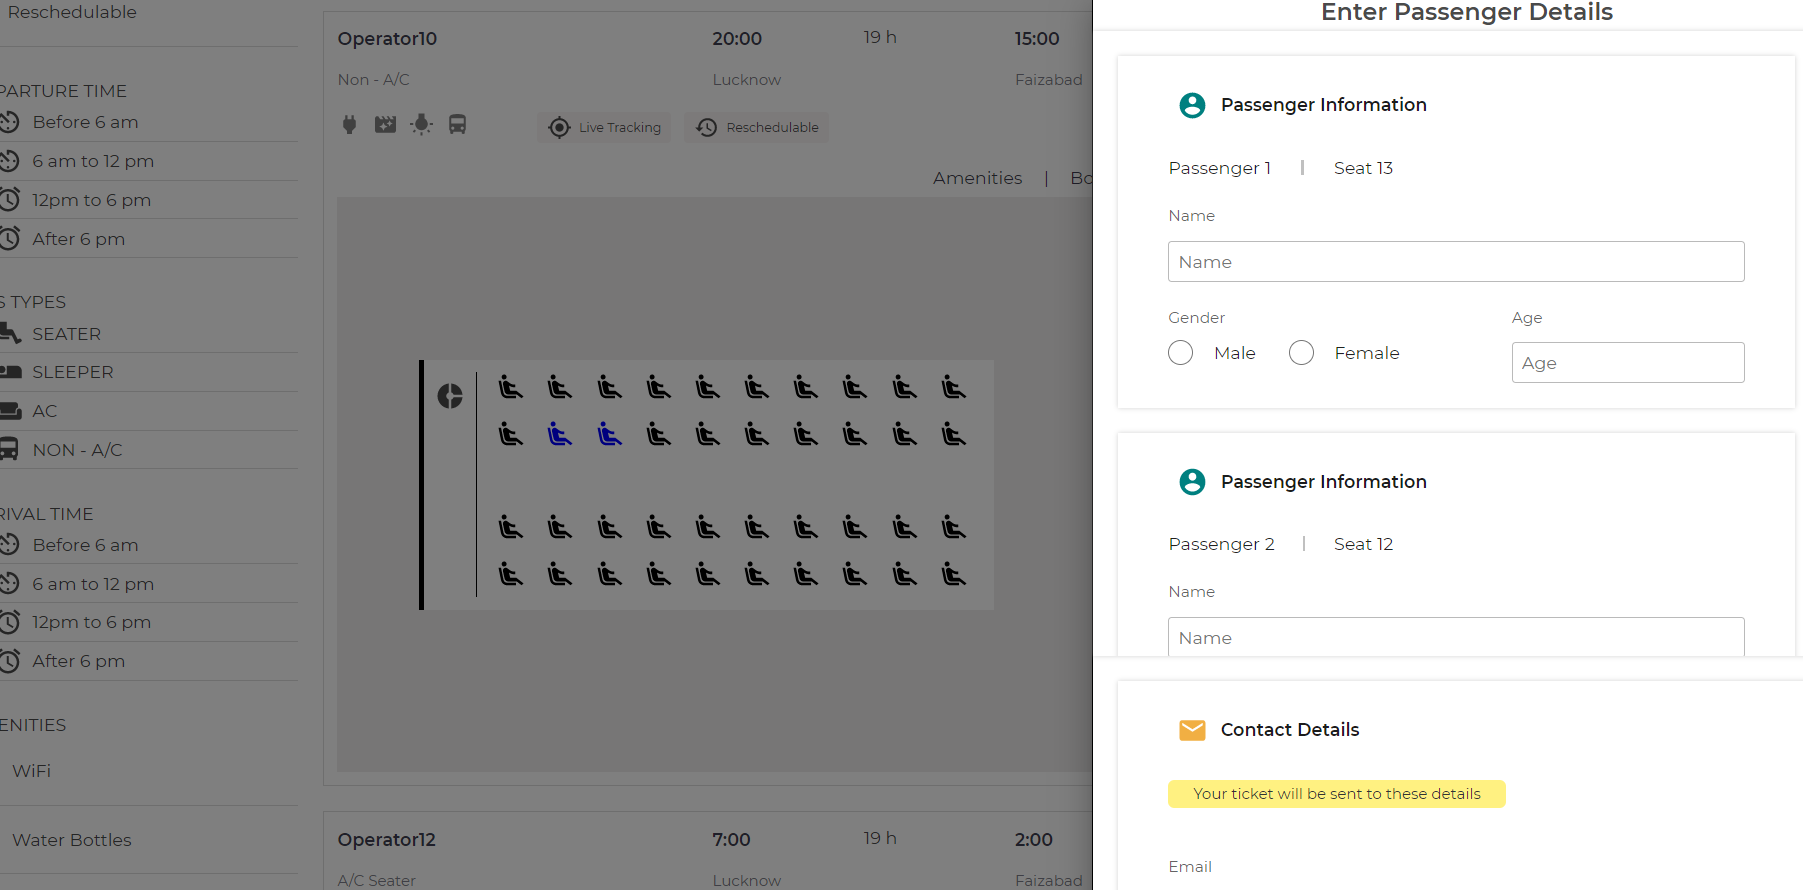 Reschedulable
PARTURE TIME
Before 6 am
6 am to 12 pm
12pm to 6 pm
After 6 pm
S TYPES
SEATER
SLEEPER
AC
NON - A/C
RIVAL TIME
Before 6 am
6 am to 12 pm
12pm to 6 pm
After 6 pm
ENITIES
WiFi
Water Bottles
Operator10 20:00 19 h 15:00
Non - A/C Lucknow Faizabad
Live Tracking Reschedulable
Amenities | Bo
Operator12 7:00 19 h 2:00
A/C Seater Lucknow Faizabad
Enter Passenger Details
Passenger Information
Passenger 1 | Seat 13
Name
Name
Gender Age
Male Female Age
Passenger Information
Passenger 2 | Seat 12
Name
Name
Contact Details
Your ticket will be sent to these details
Email